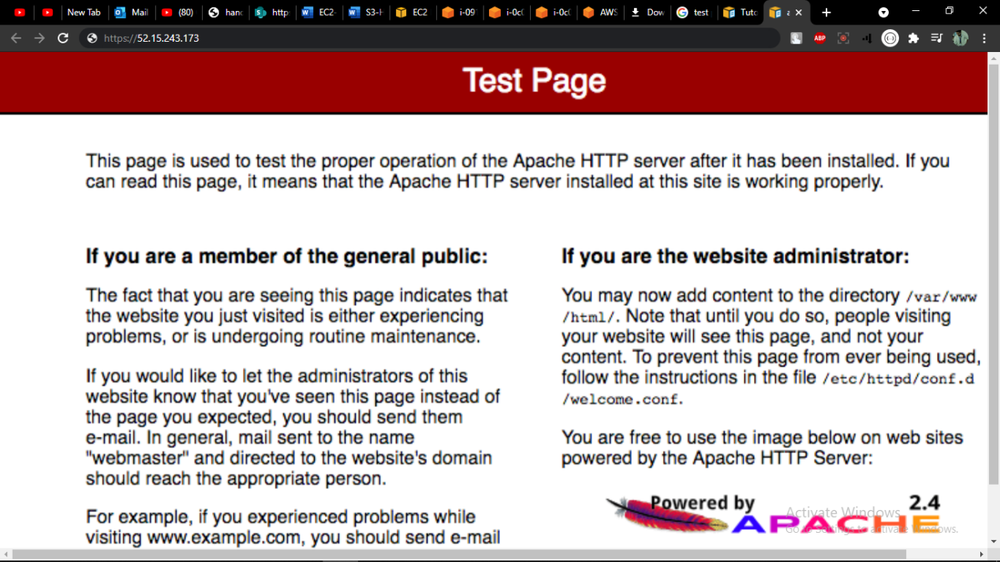 New Tab
Mail
(80)
hand
http
EC2-
S3-H
EC2
i-09
i-0c
i-0c
AWS
Dow
test
Tuto
a
https://52.15.243.173
ABP
Test Page
This page is used to test the proper operation of the Apache HTTP server after it has been installed. If you
can read this page, it means that the Apache HTTP server installed at this site is working properly.
If you are a member of the general public:
The fact that you are seeing this page indicates that
the website you just visited is either experiencing
problems, or is undergoing routine maintenance.
If you would like to let the administrators of this
website know that you've seen this page instead of
the page you expected, you should send them
e-mail. In general, mail sent to the name
"webmaster" and directed to the website's domain
should reach the appropriate person.
For example, if you experienced problems while
visiting www.example.com, you should send e-mail
If you are the website administrator:
You may now add content to the directory /var/www
/html/. Note that until you do so, people visiting
your website will see this page, and not your
content. To prevent this page from ever being used,
follow the instructions in the file /etc/httpd/conf.d
/welcome.conf.
You are free to use the image below on web sites
powered by the Apache HTTP Server:
Powered by
APACHE
2.4
Activate Windows
Go to Settings to activate Windows.